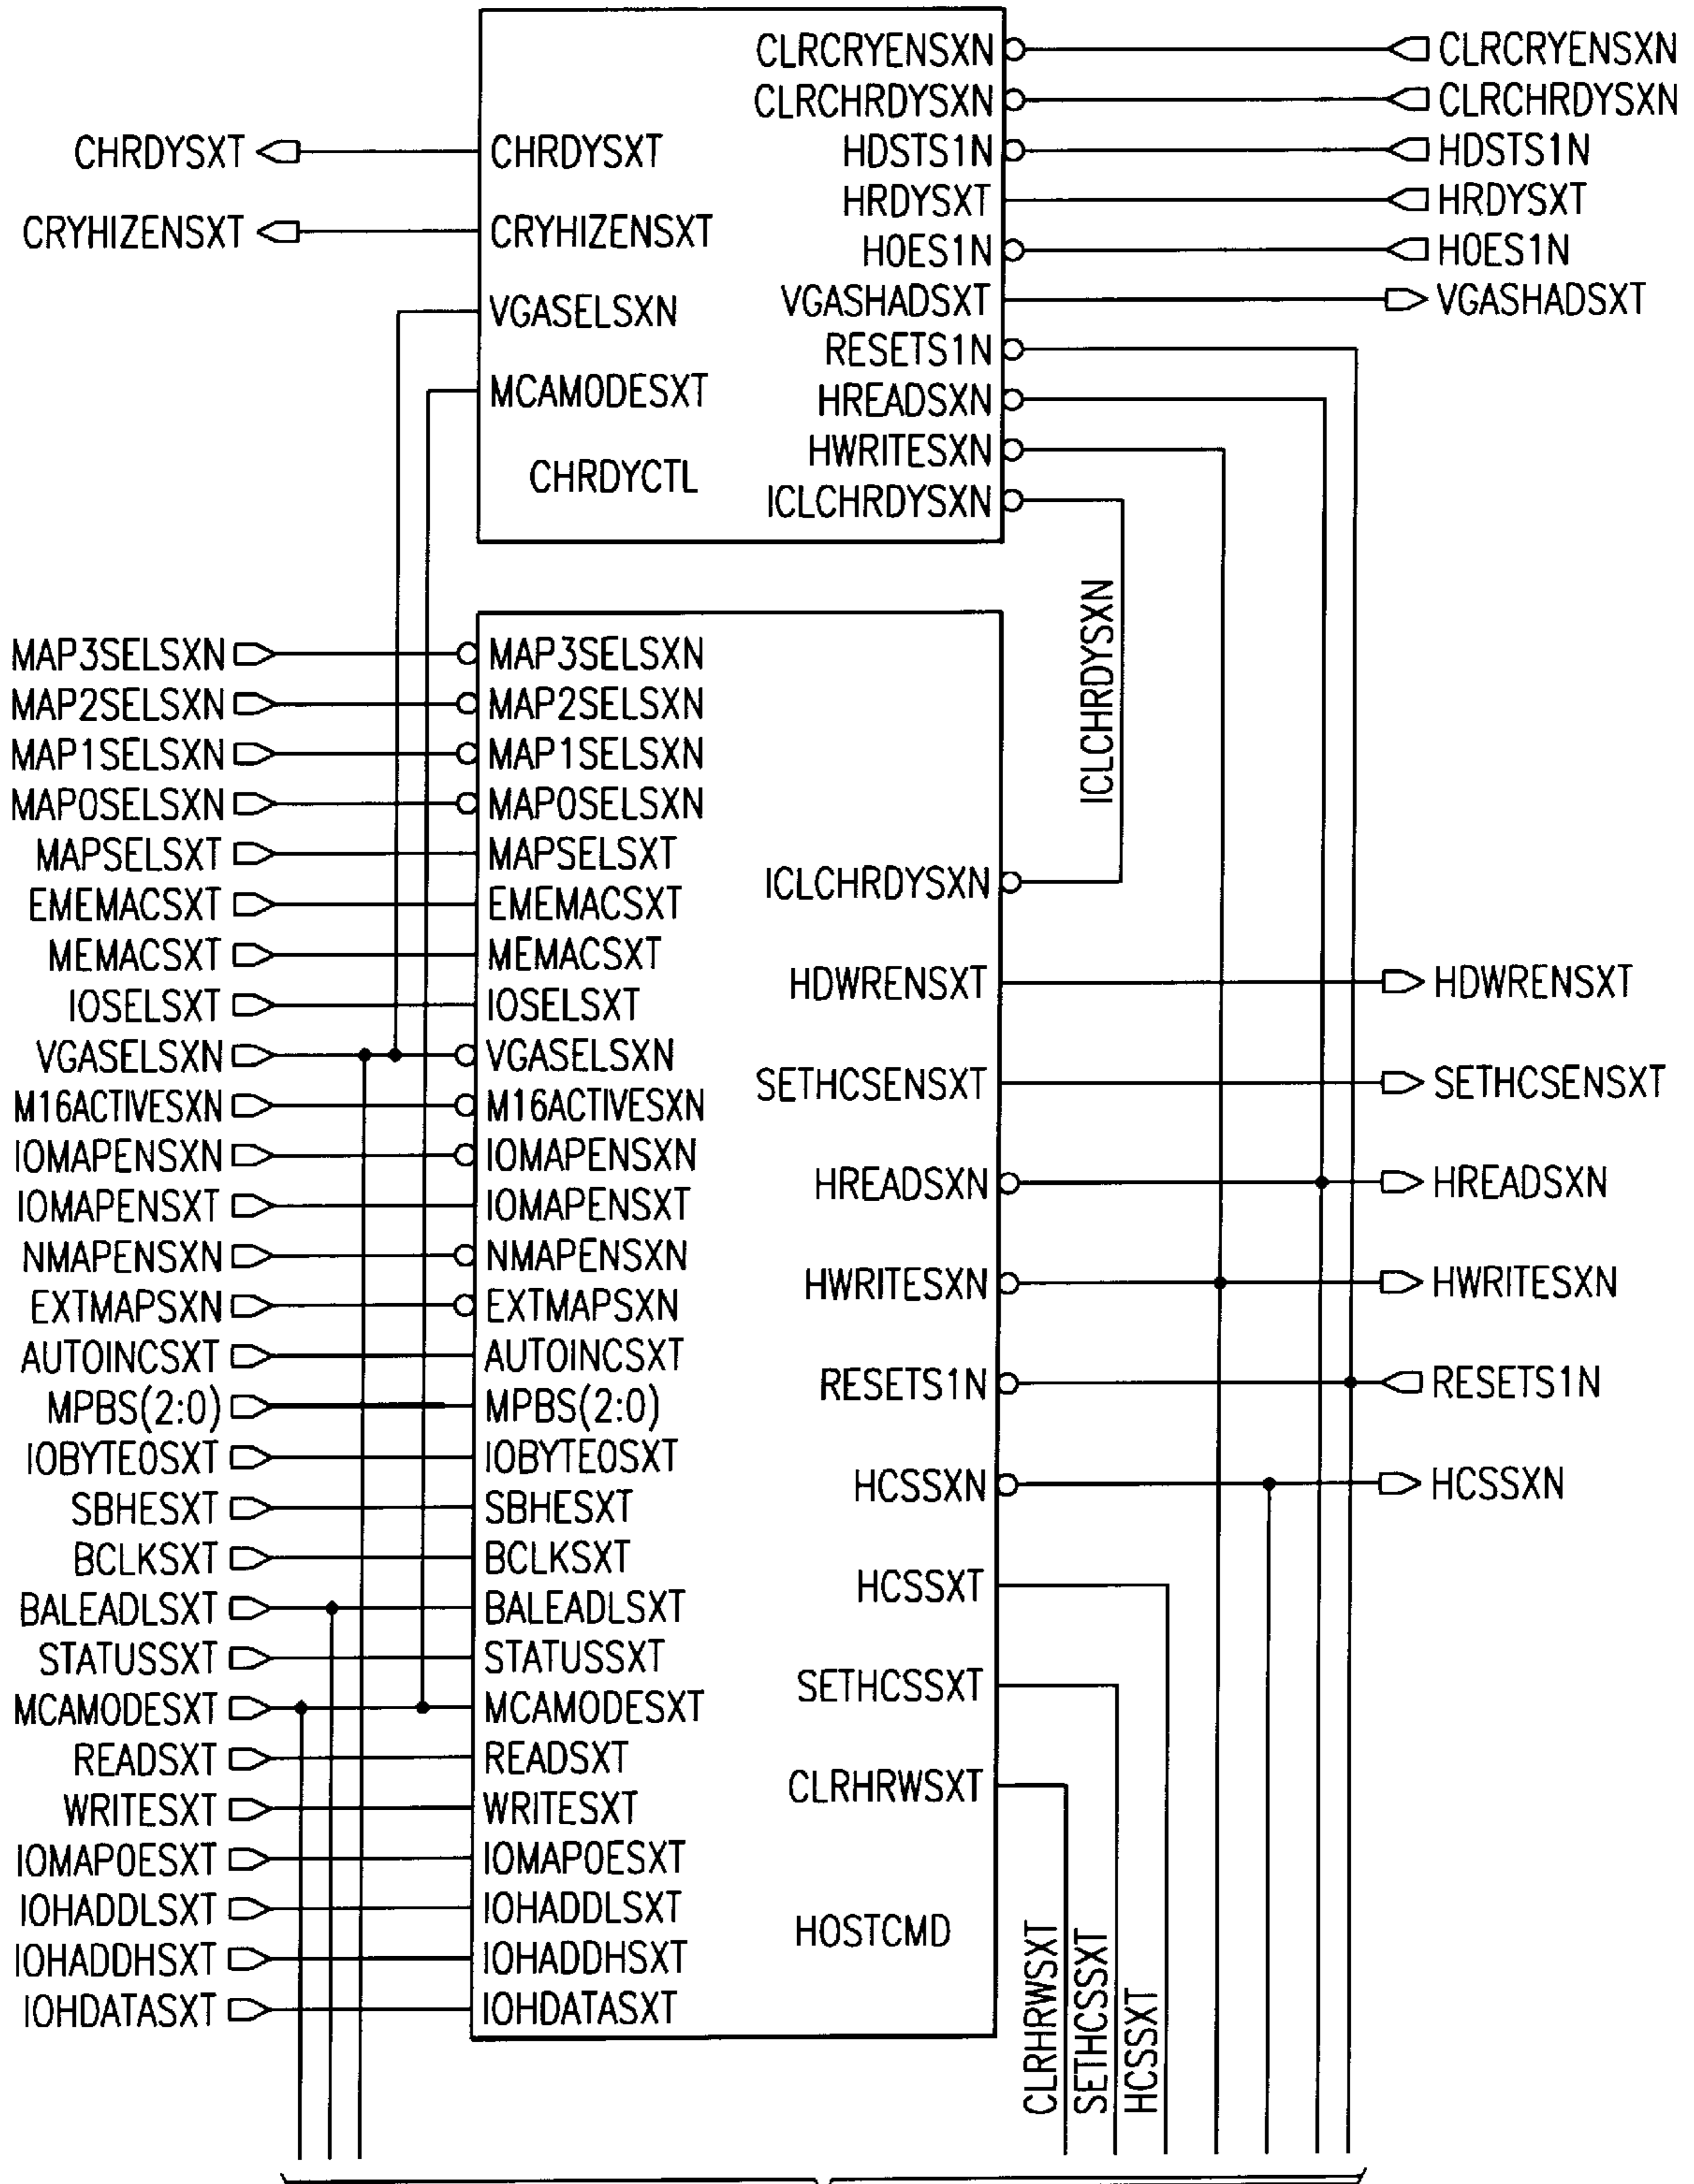 CLRCRYENSXN CLRCRYENSXN
CLRCHRDYSXN CLRCHRDYSXN
CHRDYSXT CHRDYSXT HDSTS1N HDSTS1N
HRDYSXT HRDYSXT
CRYHIZENSXT CRYHIZENSXT HOES1N HOES1N
VGASELSXN VGASHADSXT VGASHADSXT
RESETS1N
MCAMODESXT HREADSXN
HWRITESXN
CHRDYCTL ICLCHRDYSXN
ICLCHRDYSXN
MAP3SELSXN MAP3SELSXN
MAP2SELSXN MAP2SELSXN
MAP1SELSXN MAP1SELSXN
MAP0SELSXN MAP0SELSXN
MAPSELSXT MAPSELSXT
ICLCHRDYSXN
EMEMACSXT EMEMACSXT
MEMACSXT MEMACSXT
HDWRENSXT HDWRENSXT
IOSELSXT IOSELSXT
VGASELSXN VGASELSXN
SETHCSENSXT SETHCSENSXT
M16ACTIVESXN M16ACTIVESXN
IOMAPENSXN IOMAPENSXN
HREADSXN HREADSXN
IOMAPENSXT IOMAPENSXT
NMAPENSXN NMAPENSXN
HWRITESXN HWRITESXN
EXTMAPSXN EXTMAPSXN
AUTOINCSXT AUTOINCSXT
RESETS1N RESETS1N
MPBS(2:0) MPBS(2:0)
IOBYTE0SXT IOBYTE0SXT
HCSSXN HCSSXN
SBHESXT SBHESXT
BCLKSXT BCLKSXT
HCSSXT
BALEADLSXT BALEADLSXT
STATUSSXT STATUSSXT
SETHCSSXT
MCAMODESXT MCAMODESXT
READSXT READSXT
CLRHRWSXT
WRITESXT WRITESXT
IOMAPOESXT IOMAPOESXT
IOHADDLSXT IOHADDLSXT
HOSTCMD
IOHADDHSXT IOHADDHSXT
IOHDATASXT IOHDATASXT
CLRHRWSXT
SETHCSSXT
HCSSXT